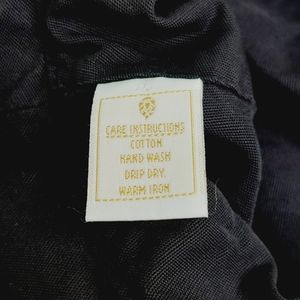 CARE INSTRUCTIONS
COTTON
HAND WASH
DRIP DRY.
WARM IRON